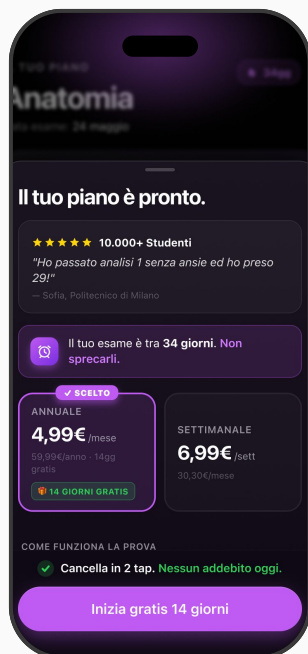 TUO PIANO
34gg
Anatomia
esame: 24 maggio
Il tuo piano è pronto.
★★★★★ 10.000+ Studenti
"Ho passato analisi 1 senza ansie ed ho preso
29!"
— Sofia, Politecnico di Milano
Il tuo esame è tra 34 giorni. Non
sprecarli.
✓ SCELTO
ANNUALE
4,99€/mese
59,99€/anno · 14gg
gratis
14 GIORNI GRATIS
SETTIMANALE
6,99€/sett
30,30€/mese
COME FUNZIONA LA PROVA
Cancella in 2 tap. Nessun addebito oggi.
Inizia gratis 14 giorni